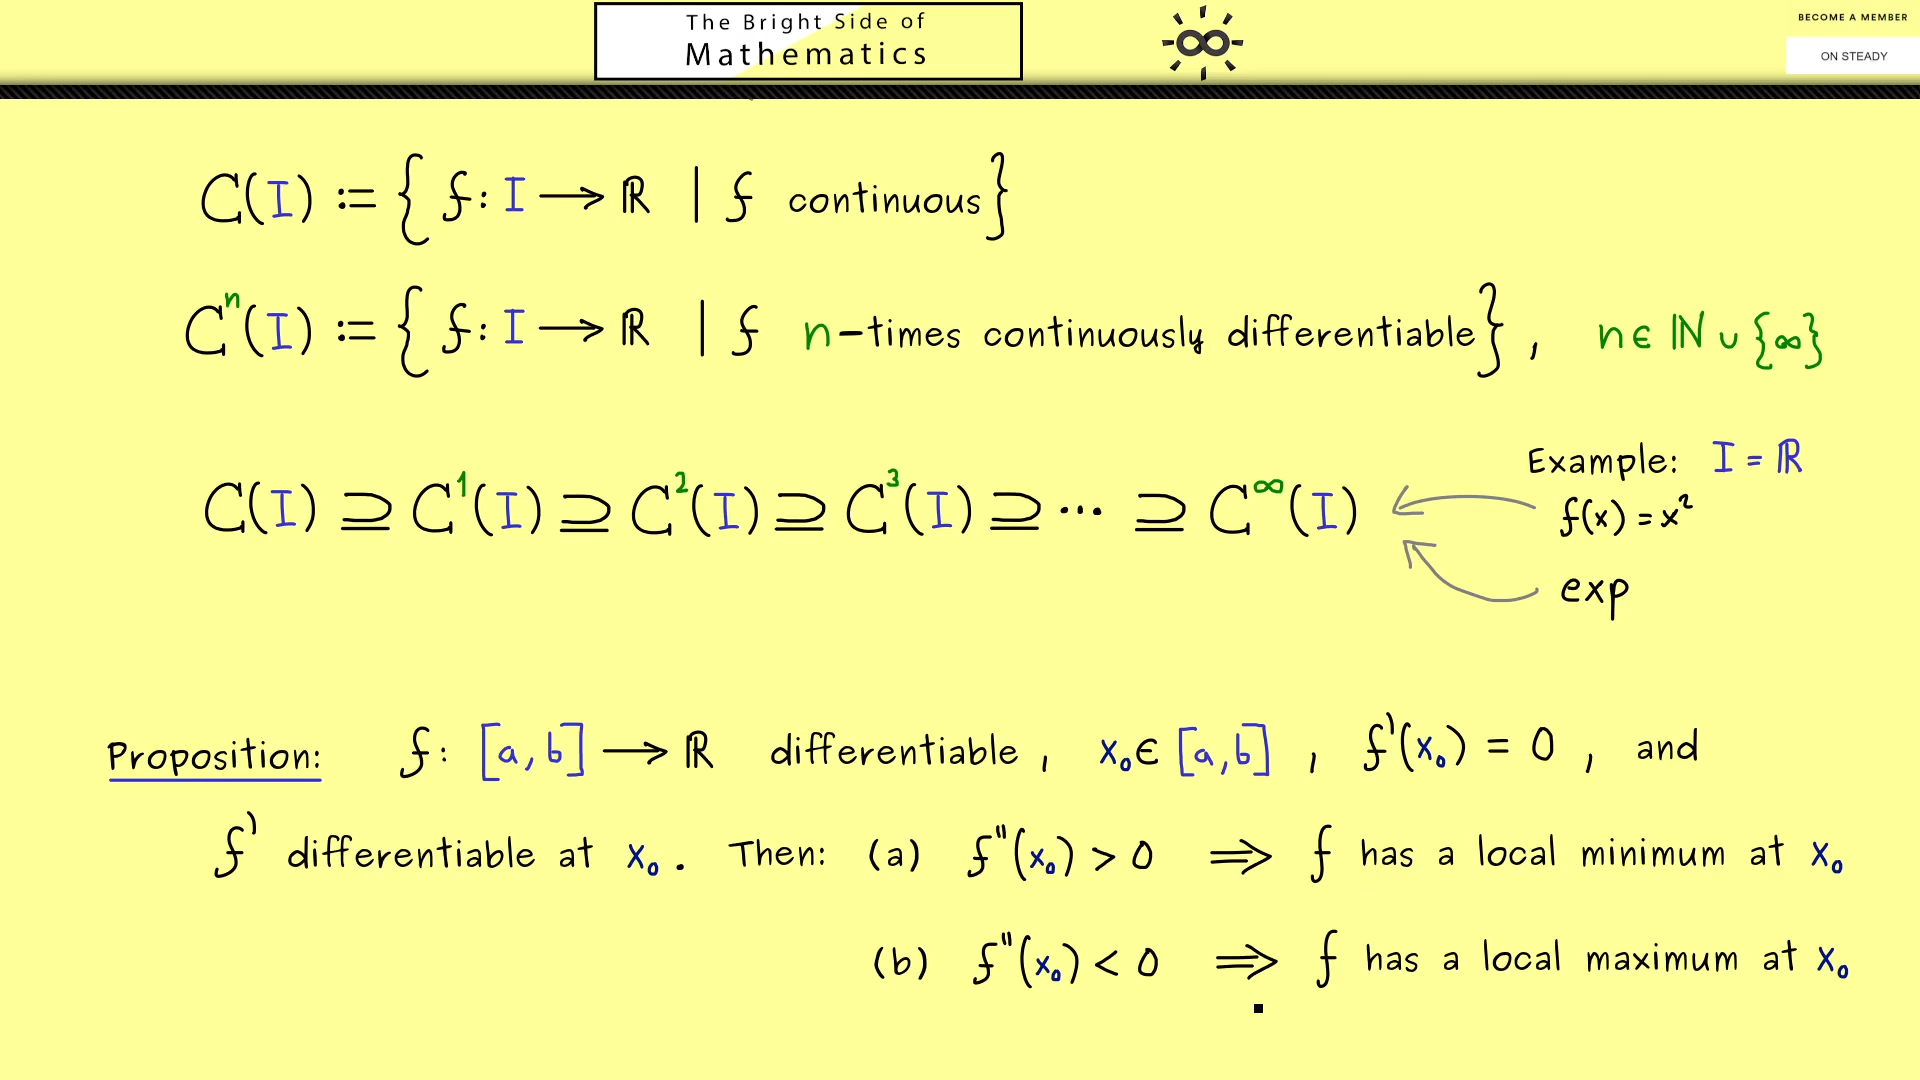 The Bright Side of
Mathematics
BECOME A MEMBER
ON STEADY
C(I) := { f: I → ℝ | f continuous }
Cⁿ(I) := { f: I → ℝ | f n-times continuously differentiable } , n ∈ ℕ ∪ {∞}
Example: I = ℝ
C(I) ⊇ C¹(I) ⊇ C²(I) ⊇ C³(I) ⊇ ⋯ ⊇ C^∞(I)
f(x) = x²
exp
Proposition: f: [a, b] → ℝ differentiable , x₀ ∈ [a, b] , f'(x₀) = 0 , and
f' differentiable at x₀ . Then: (a) f''(x₀) > 0 ⟹ f has a local minimum at x₀
(b) f''(x₀) < 0 ⟹ f has a local maximum at x₀